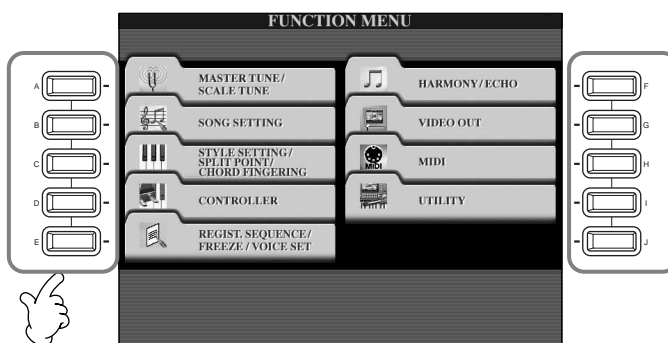 FUNCTION MENU
A
MASTER TUNE /
SCALE TUNE
HARMONY / ECHO
F
B
SONG SETTING
VIDEO OUT
G
C
STYLE SETTING /
SPLIT POINT /
CHORD FINGERING
MIDI
MIDI
H
D
CONTROLLER
UTILITY
I
E
REGIST. SEQUENCE /
FREEZE / VOICE SET
J